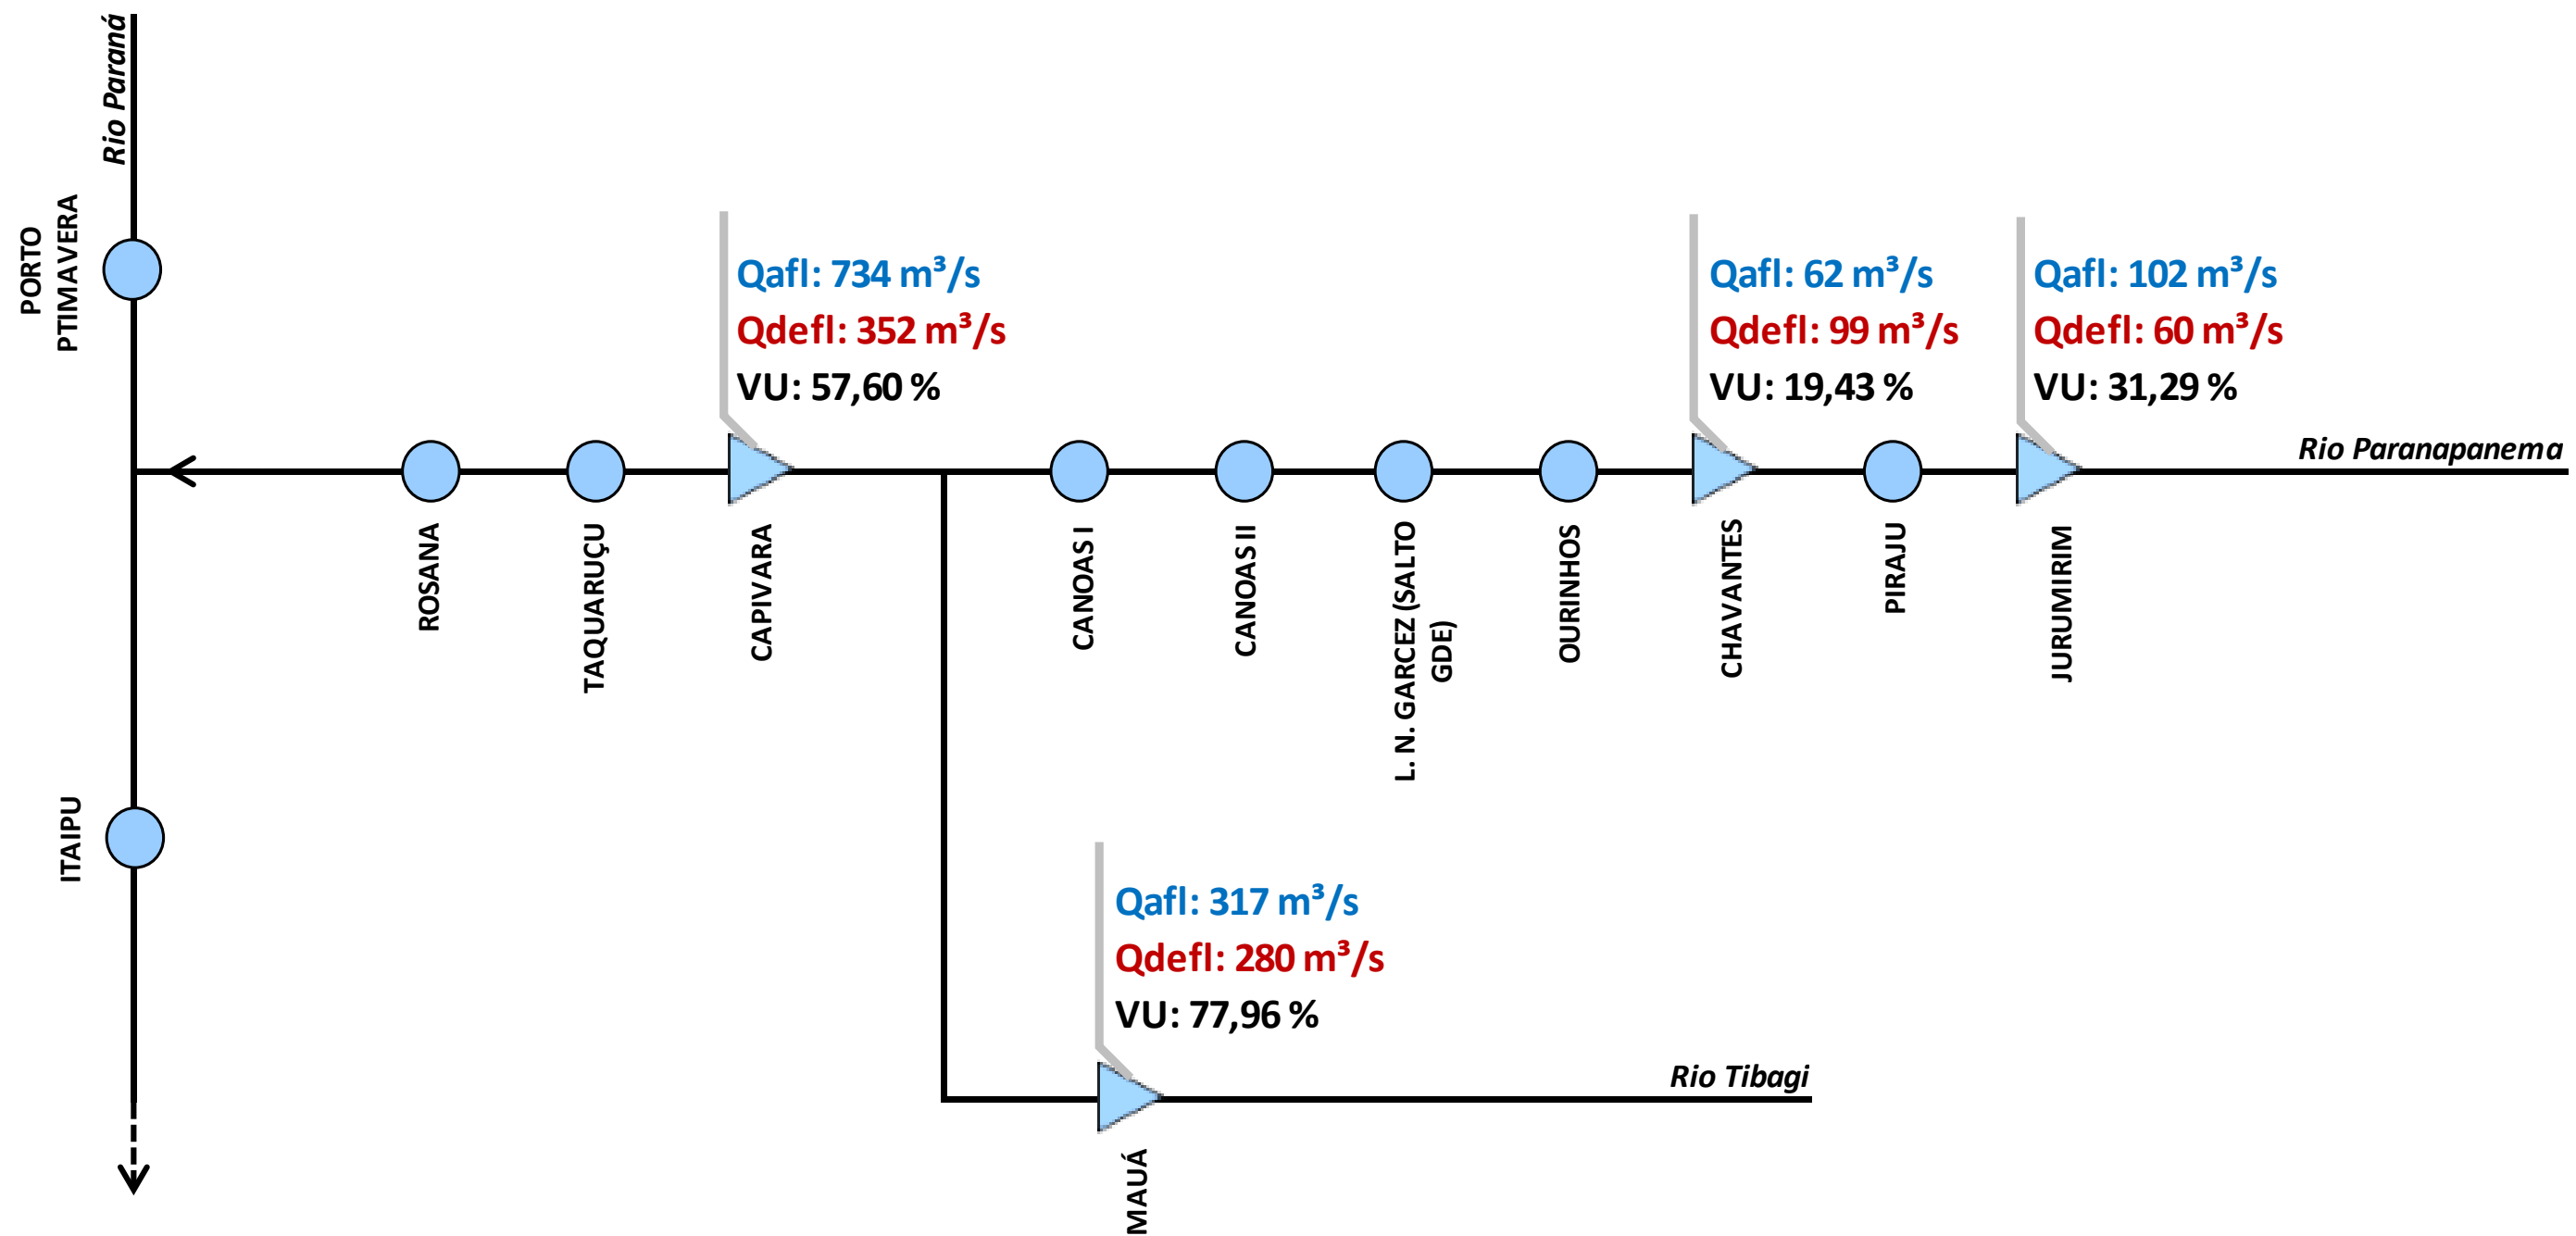 Rio Paraná
PORTO
PTIMAVERA
Qafl: 734 m³/s
Qdefl: 352 m³/s
VU: 57,60 %
Qafl: 62 m³/s
Qdefl: 99 m³/s
VU: 19,43 %
Qafl: 102 m³/s
Qdefl: 60 m³/s
VU: 31,29 %
Rio Paranapanema
ROSANA
TAQUARUÇU
CAPIVARA
CANOAS I
CANOAS II
L. N. GARCEZ (SALTO
GDE)
OURINHOS
CHAVANTES
PIRAJU
JURUMIRIM
ITAIPU
Qafl: 317 m³/s
Qdefl: 280 m³/s
VU: 77,96 %
Rio Tibagi
MAUÁ